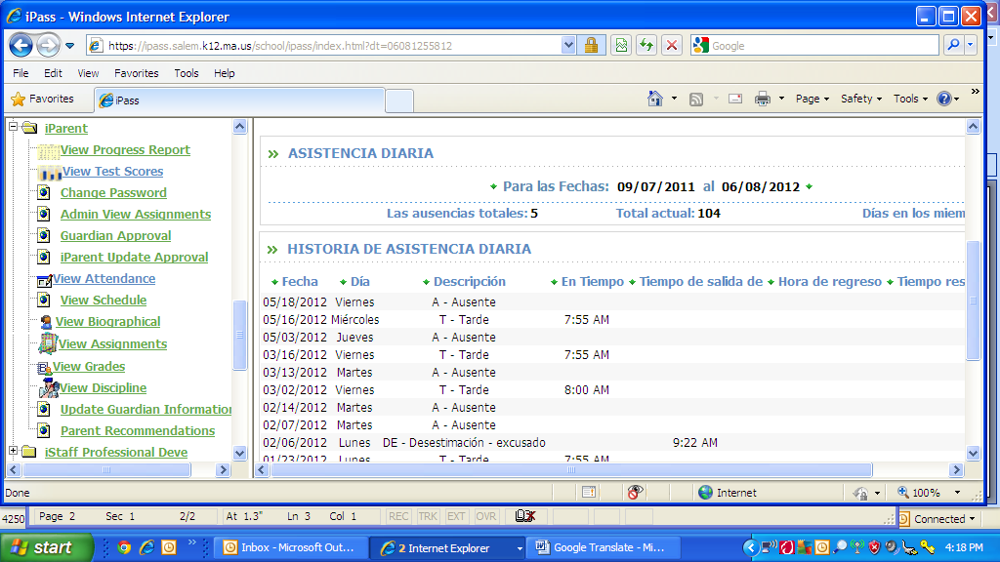 iPass - Windows Internet Explorer
https://ipass.salem.k12.ma.us/school/ipass/index.html?dt=06081255812
Google
File Edit View Favorites Tools Help
Favorites iPass Page Safety Tools
iParent
View Progress Report
View Test Scores
Change Password
Admin View Assignments
Guardian Approval
iParent Update Approval
View Attendance
View Schedule
View Biographical
View Assignments
View Grades
View Discipline
Update Guardian Information
Parent Recommendations
iStaff Professional Deve
ASISTENCIA DIARIA
Para las Fechas: 09/07/2011 al 06/08/2012
Las ausencias totales: 5 Total actual: 104 Días en los miem
HISTORIA DE ASISTENCIA DIARIA
Fecha Día Descripción En Tiempo Tiempo de salida de Hora de regreso Tiempo res
05/18/2012 Viernes A - Ausente
05/16/2012 Miércoles T - Tarde 7:55 AM
05/03/2012 Jueves A - Ausente
03/16/2012 Viernes T - Tarde 7:55 AM
03/13/2012 Martes A - Ausente
03/02/2012 Viernes T - Tarde 8:00 AM
02/14/2012 Martes A - Ausente
02/07/2012 Martes A - Ausente
02/06/2012 Lunes DE - Desestimación - excusado 9:22 AM
01/23/2012 Lunes T - Tarde 7:55 AM
Done Internet 100%
4250 Page 2 Sec 1 2/2 At 1.3" Ln 3 Col 1 REC TRK EXT OVR Connected
start Inbox - Microsoft Out... 2 Internet Explorer Google Translate - Mi... 4:18 PM